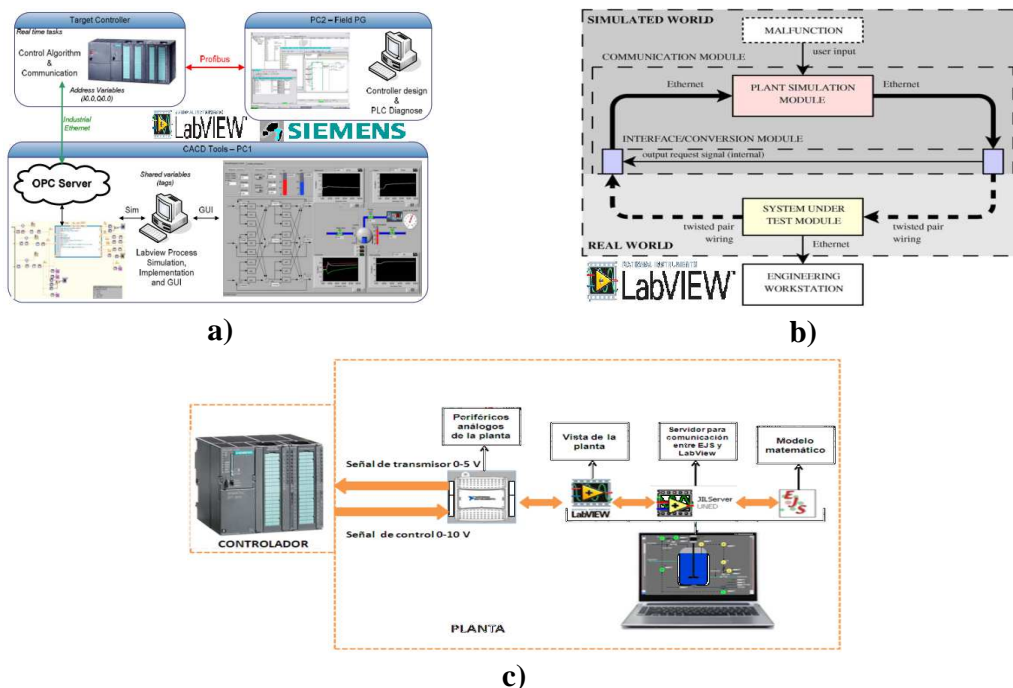 Target Controller
Real time tasks
Control Algorithm
&
Communication
Address Variables
(I0.0,Q0.0)
Profibus
PC2 – Field PG
Controller design
&
PLC Diagnose
Industrial
Ethernet
LabVIEW
SIEMENS
CACD Tools – PC1
OPC Server
Shared variables
(tags)
Sim
GUI
Labview Process
Simulation,
Implementation
and GUI
a)
SIMULATED WORLD
MALFUNCTION
user input
COMMUNICATION MODULE
Ethernet
PLANT SIMULATION
MODULE
Ethernet
INTERFACE/CONVERSION MODULE
output request signal (internal)
SYSTEM UNDER
TEST MODULE
twisted pair
wiring
twisted pair
wiring
REAL WORLD
Ethernet
NATIONAL INSTRUMENTS
LabVIEW
ENGINEERING
WORKSTATION
b)
Periféricos
análogos
de la planta
Vista de la
planta
Servidor para
comunicación
entre EJS y
LabView
Modelo
matemático
Señal de transmisor 0-5 V
Señal de control 0-10 V
LabVIEW
JILServer
UNED
EJS
CONTROLADOR
PLANTA
c)